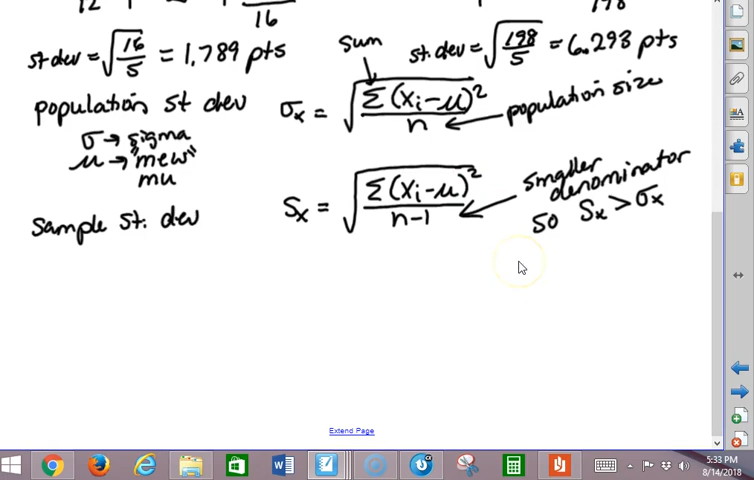 16
198
st dev = √16/5 = 1.789 pts
st. dev = √198/5 = 6.293 pts
sum
population st dev
σx = √Σ(xi-μ)²/n
population size
σ → sigma
μ → "mew"
mu
Sample st. dev
Sx = √Σ(xi-μ)²/n-1
smaller
denominator
so Sx > σx
Extend Page
5:33 PM
8/14/2018